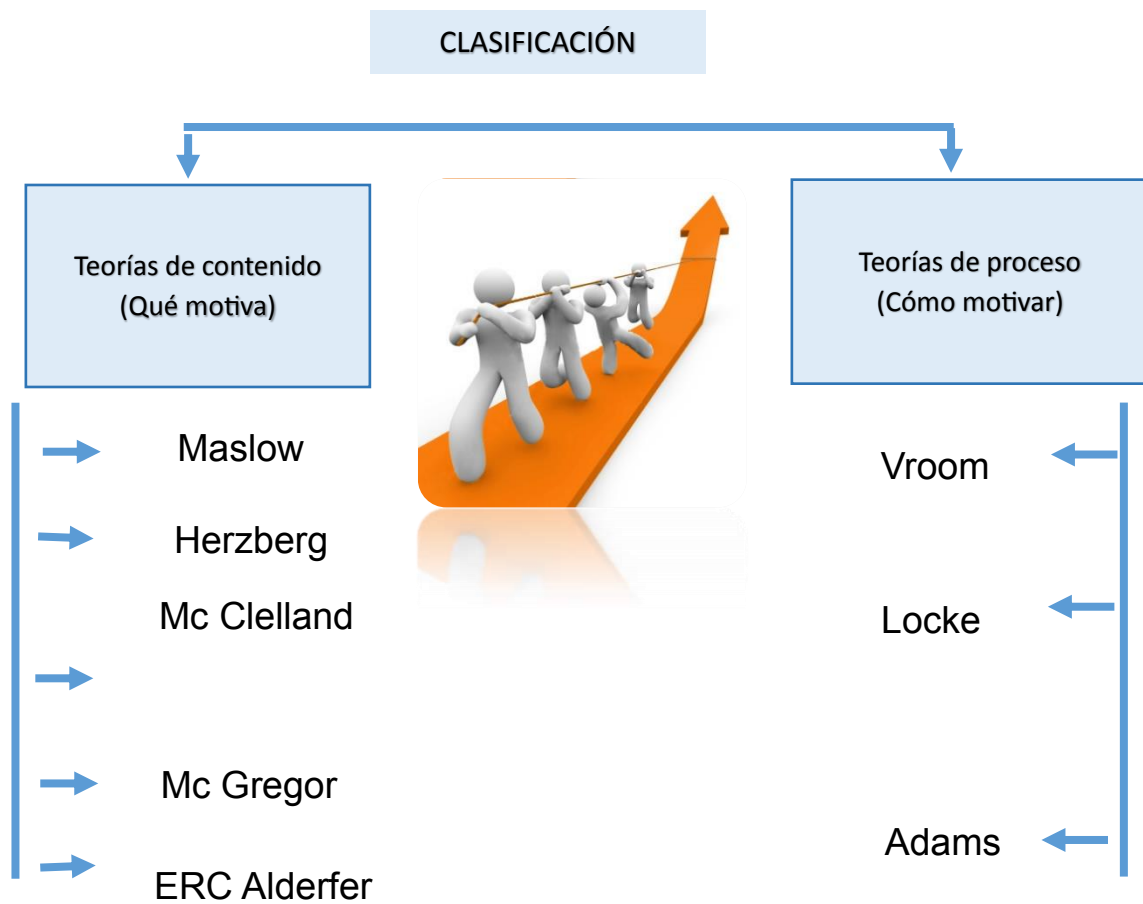 CLASIFICACIÓN
Teorías de contenido
(Qué motiva)
Teorías de proceso
(Cómo motivar)
Maslow
Herzberg
Mc Clelland
Mc Gregor
ERC Alderfer
Vroom
Locke
Adams